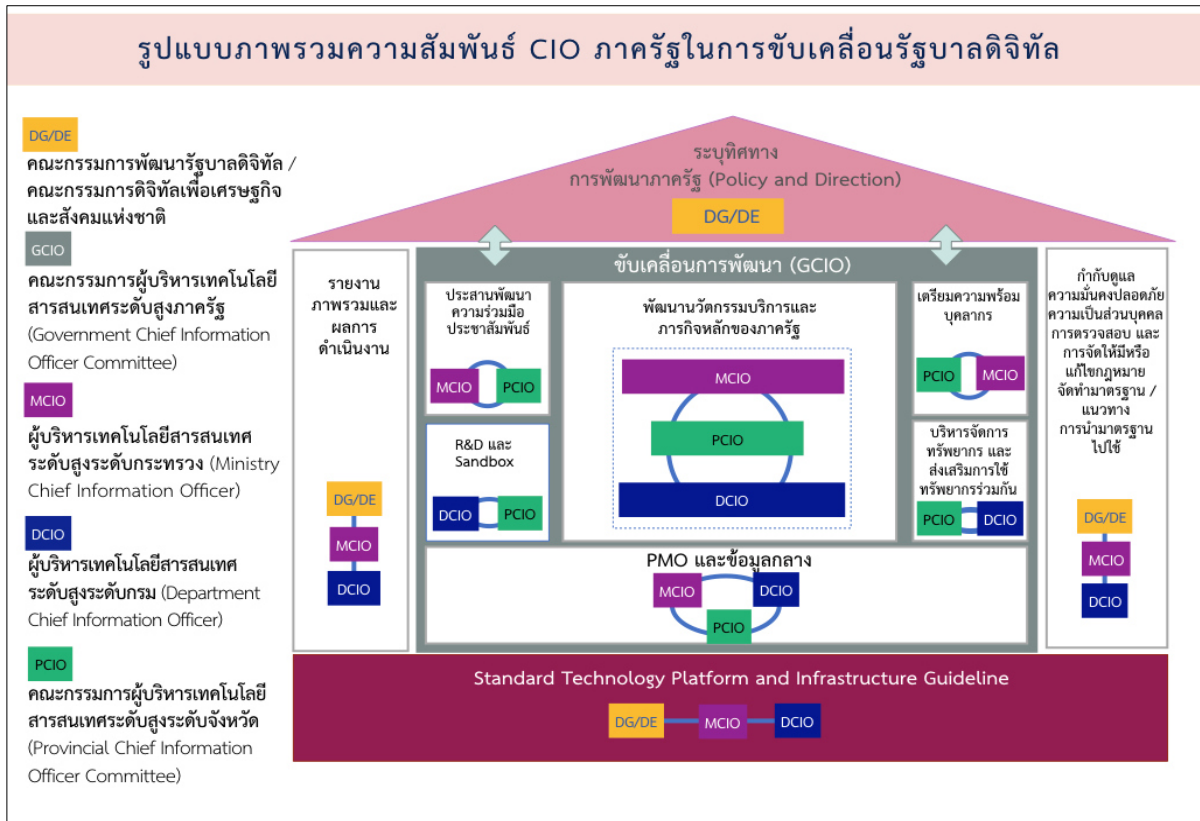 รูปแบบภาพรวมความสัมพันธ์ CIO ภาครัฐในการขับเคลื่อนรัฐบาลดิจิทัล
DG/DE
คณะกรรมการพัฒนารัฐบาลดิจิทัล /
คณะกรรมการดิจิทัลเพื่อเศรษฐกิจ
และสังคมแห่งชาติ
GCIO
คณะกรรมการผู้บริหารเทคโนโลยี
สารสนเทศระดับสูงภาครัฐ
(Government Chief Information
Officer Committee)
MCIO
ผู้บริหารเทคโนโลยีสารสนเทศ
ระดับสูงระดับกระทรวง (Ministry
Chief Information Officer)
DCIO
ผู้บริหารเทคโนโลยีสารสนเทศ
ระดับสูงระดับกรม (Department
Chief Information Officer)
PCIO
คณะกรรมการผู้บริหารเทคโนโลยี
สารสนเทศระดับสูงระดับจังหวัด
(Provincial Chief Information
Officer Committee)
ระบุทิศทาง
การพัฒนาภาครัฐ (Policy and Direction)
DG/DE
รายงาน
ภาพรวมและ
ผลการ
ดำเนินงาน
DG/DE
MCIO
DCIO
ขับเคลื่อนการพัฒนา (GCIO)
ประสานพัฒนา
ความร่วมมือ
ประชาสัมพันธ์
MCIO
PCIO
R&D และ
Sandbox
DCIO
PCIO
พัฒนานวัตกรรมบริการและ
ภารกิจหลักของภาครัฐ
MCIO
PCIO
DCIO
เตรียมความพร้อม
บุคลากร
PCIO
MCIO
บริหารจัดการ
ทรัพยากร และ
ส่งเสริมการใช้
ทรัพยากรร่วมกัน
PCIO
DCIO
PMO และข้อมูลกลาง
MCIO
DCIO
PCIO
กำกับดูแล
ความมั่นคงปลอดภัย
ความเป็นส่วนบุคคล
การตรวจสอบ และ
การจัดให้มีหรือ
แก้ไขกฎหมาย
จัดทำมาตรฐาน /
แนวทาง
การนำมาตรฐาน
ไปใช้
DG/DE
MCIO
DCIO
Standard Technology Platform and Infrastructure Guideline
DG/DE
MCIO
DCIO